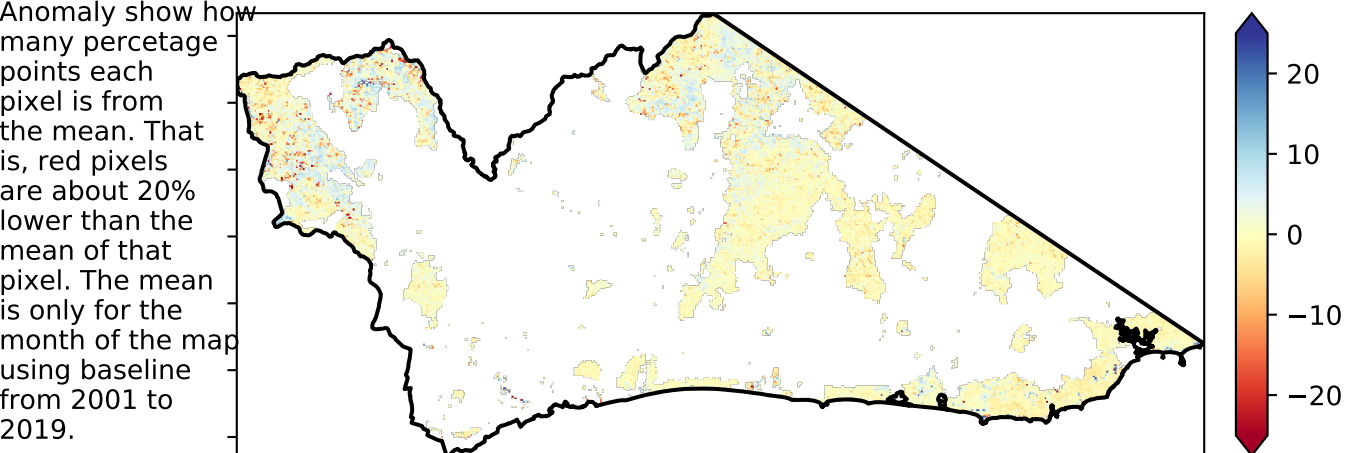 Anomaly show how
many percetage
points each
pixel is from
the mean. That
is, red pixels
are about 20%
lower than the
mean of that
pixel. The mean
is only for the
month of the map
using baseline
from 2001 to
2019.
20
10
0
−10
−20